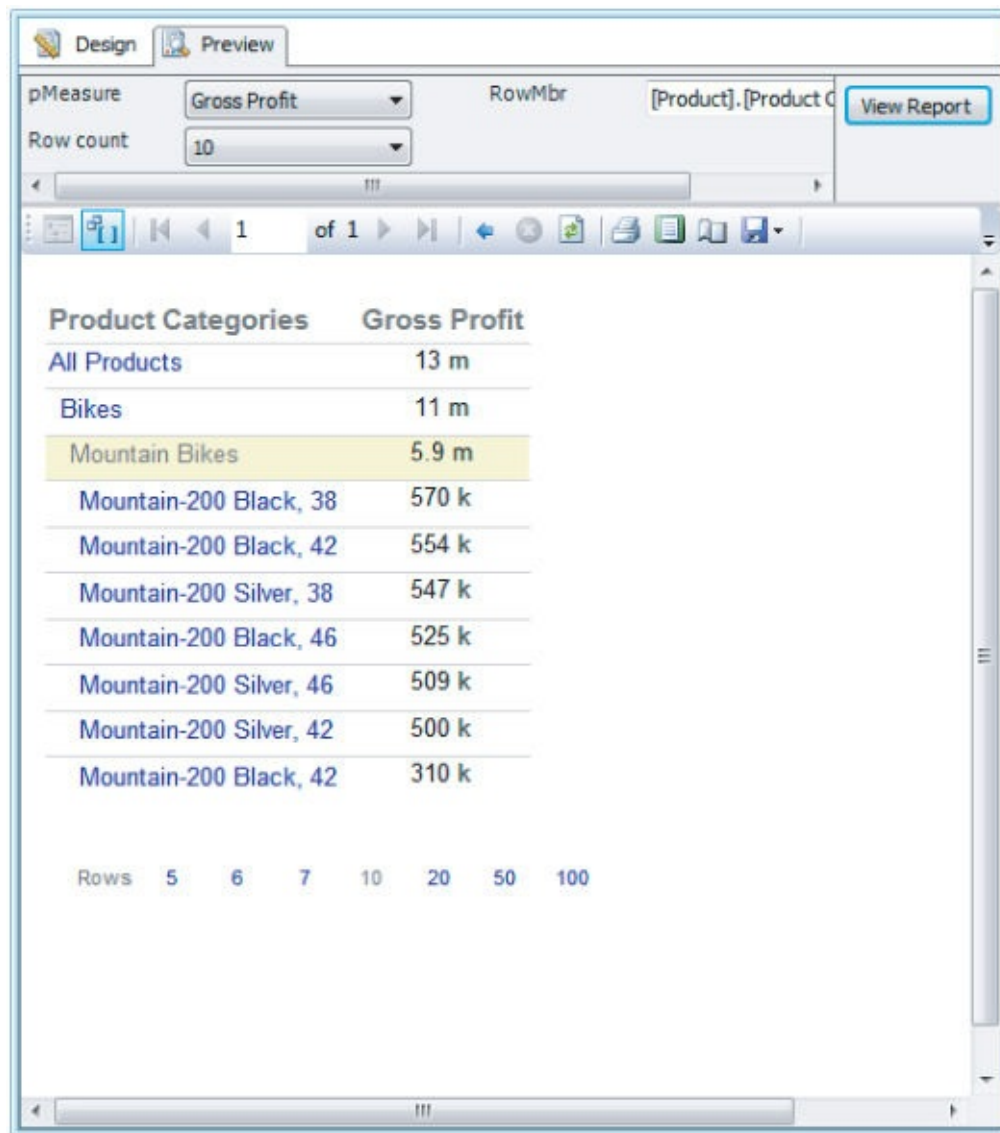 Design Preview
pMeasure Gross Profit RowMbr [Product].[Product C View Report
Row count 10
1 of 1
Product Categories Gross Profit
All Products 13 m
Bikes 11 m
Mountain Bikes 5.9 m
Mountain-200 Black, 38 570 k
Mountain-200 Black, 42 554 k
Mountain-200 Silver, 38 547 k
Mountain-200 Black, 46 525 k
Mountain-200 Silver, 46 509 k
Mountain-200 Silver, 42 500 k
Mountain-200 Black, 42 310 k
Rows 5 6 7 10 20 50 100